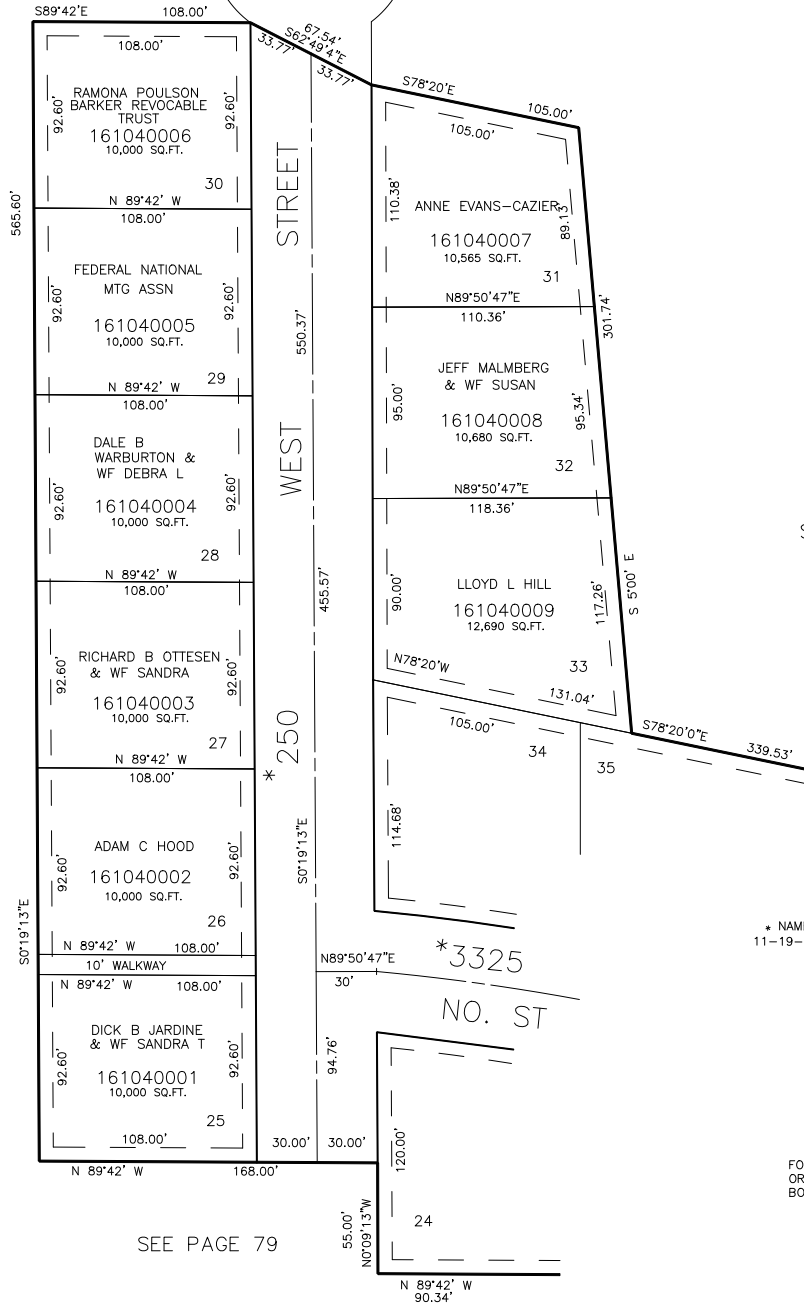 S89°42'E 108.00'
108.00'
RAMONA POULSON
BARKER REVOCABLE
TRUST
161040006
10,000 SQ.FT.
92.60'
92.60'
30
N 89°42' W
108.00'
565.60'
FEDERAL NATIONAL
MTG ASSN
161040005
10,000 SQ.FT.
92.60'
92.60'
29
N 89°42' W
108.00'
DALE B
WARBURTON &
WF DEBRA L
161040004
10,000 SQ.FT.
92.60'
92.60'
28
N 89°42' W
108.00'
RICHARD B OTTESEN
& WF SANDRA
161040003
10,000 SQ.FT.
92.60'
92.60'
27
N 89°42' W
108.00'
ADAM C HOOD
161040002
10,000 SQ.FT.
92.60'
92.60'
26
S0°19'13"E
N 89°42' W 108.00'
10' WALKWAY
N 89°42' W 108.00'
DICK B JARDINE
& WF SANDRA T
161040001
10,000 SQ.FT.
92.60'
92.60'
25
108.00'
N 89°42' W 168.00'
SEE PAGE 79
67.54'
S62°49'4"E
33.77'
33.77'
* 250 WEST STREET
550.37'
455.57'
S0°19'13"E
94.76'
30.00' 30.00'
S78°20'E 105.00'
105.00'
110.38'
ANNE EVANS-CAZIER
161040007
10,565 SQ.FT.
89.13'
31
N89°50'47"E
110.36'
301.74'
JEFF MALMBERG
& WF SUSAN
161040008
10,680 SQ.FT.
95.00'
95.34'
32
N89°50'47"E
118.36'
LLOYD L HILL
161040009
12,690 SQ.FT.
90.00'
117.26'
S 5°00' E
33
N78°20'W
131.04'
S78°20'0"E 339.53'
105.00'
34
35
114.68'
N89°50'47"E
30'
*3325
NO. ST
* NAM
11-19-
120.00'
24
55.00'
N0°09'13"W
N 89°42' W
90.34'
FO
OR
BO